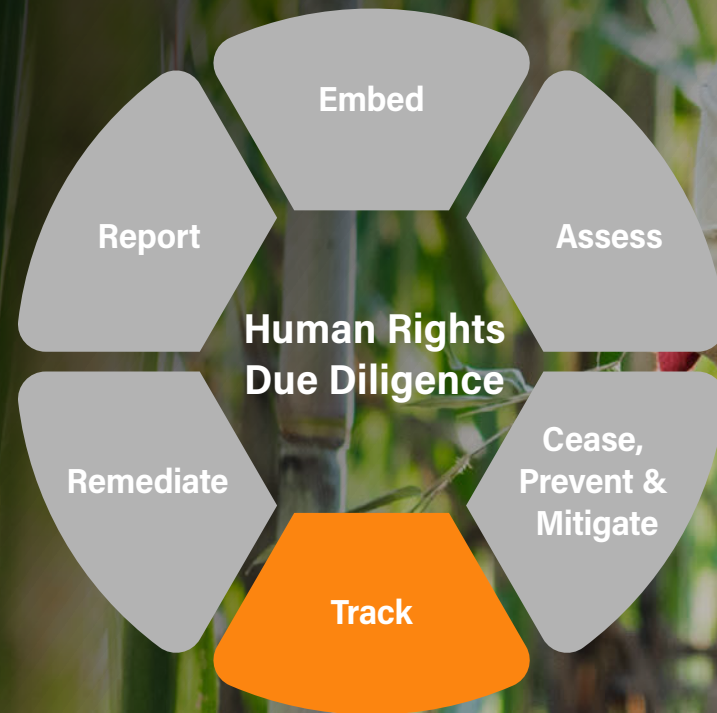 Embed
Assess
Cease,
Prevent &
Mitigate
Track
Remediate
Report
Human Rights
Due Diligence